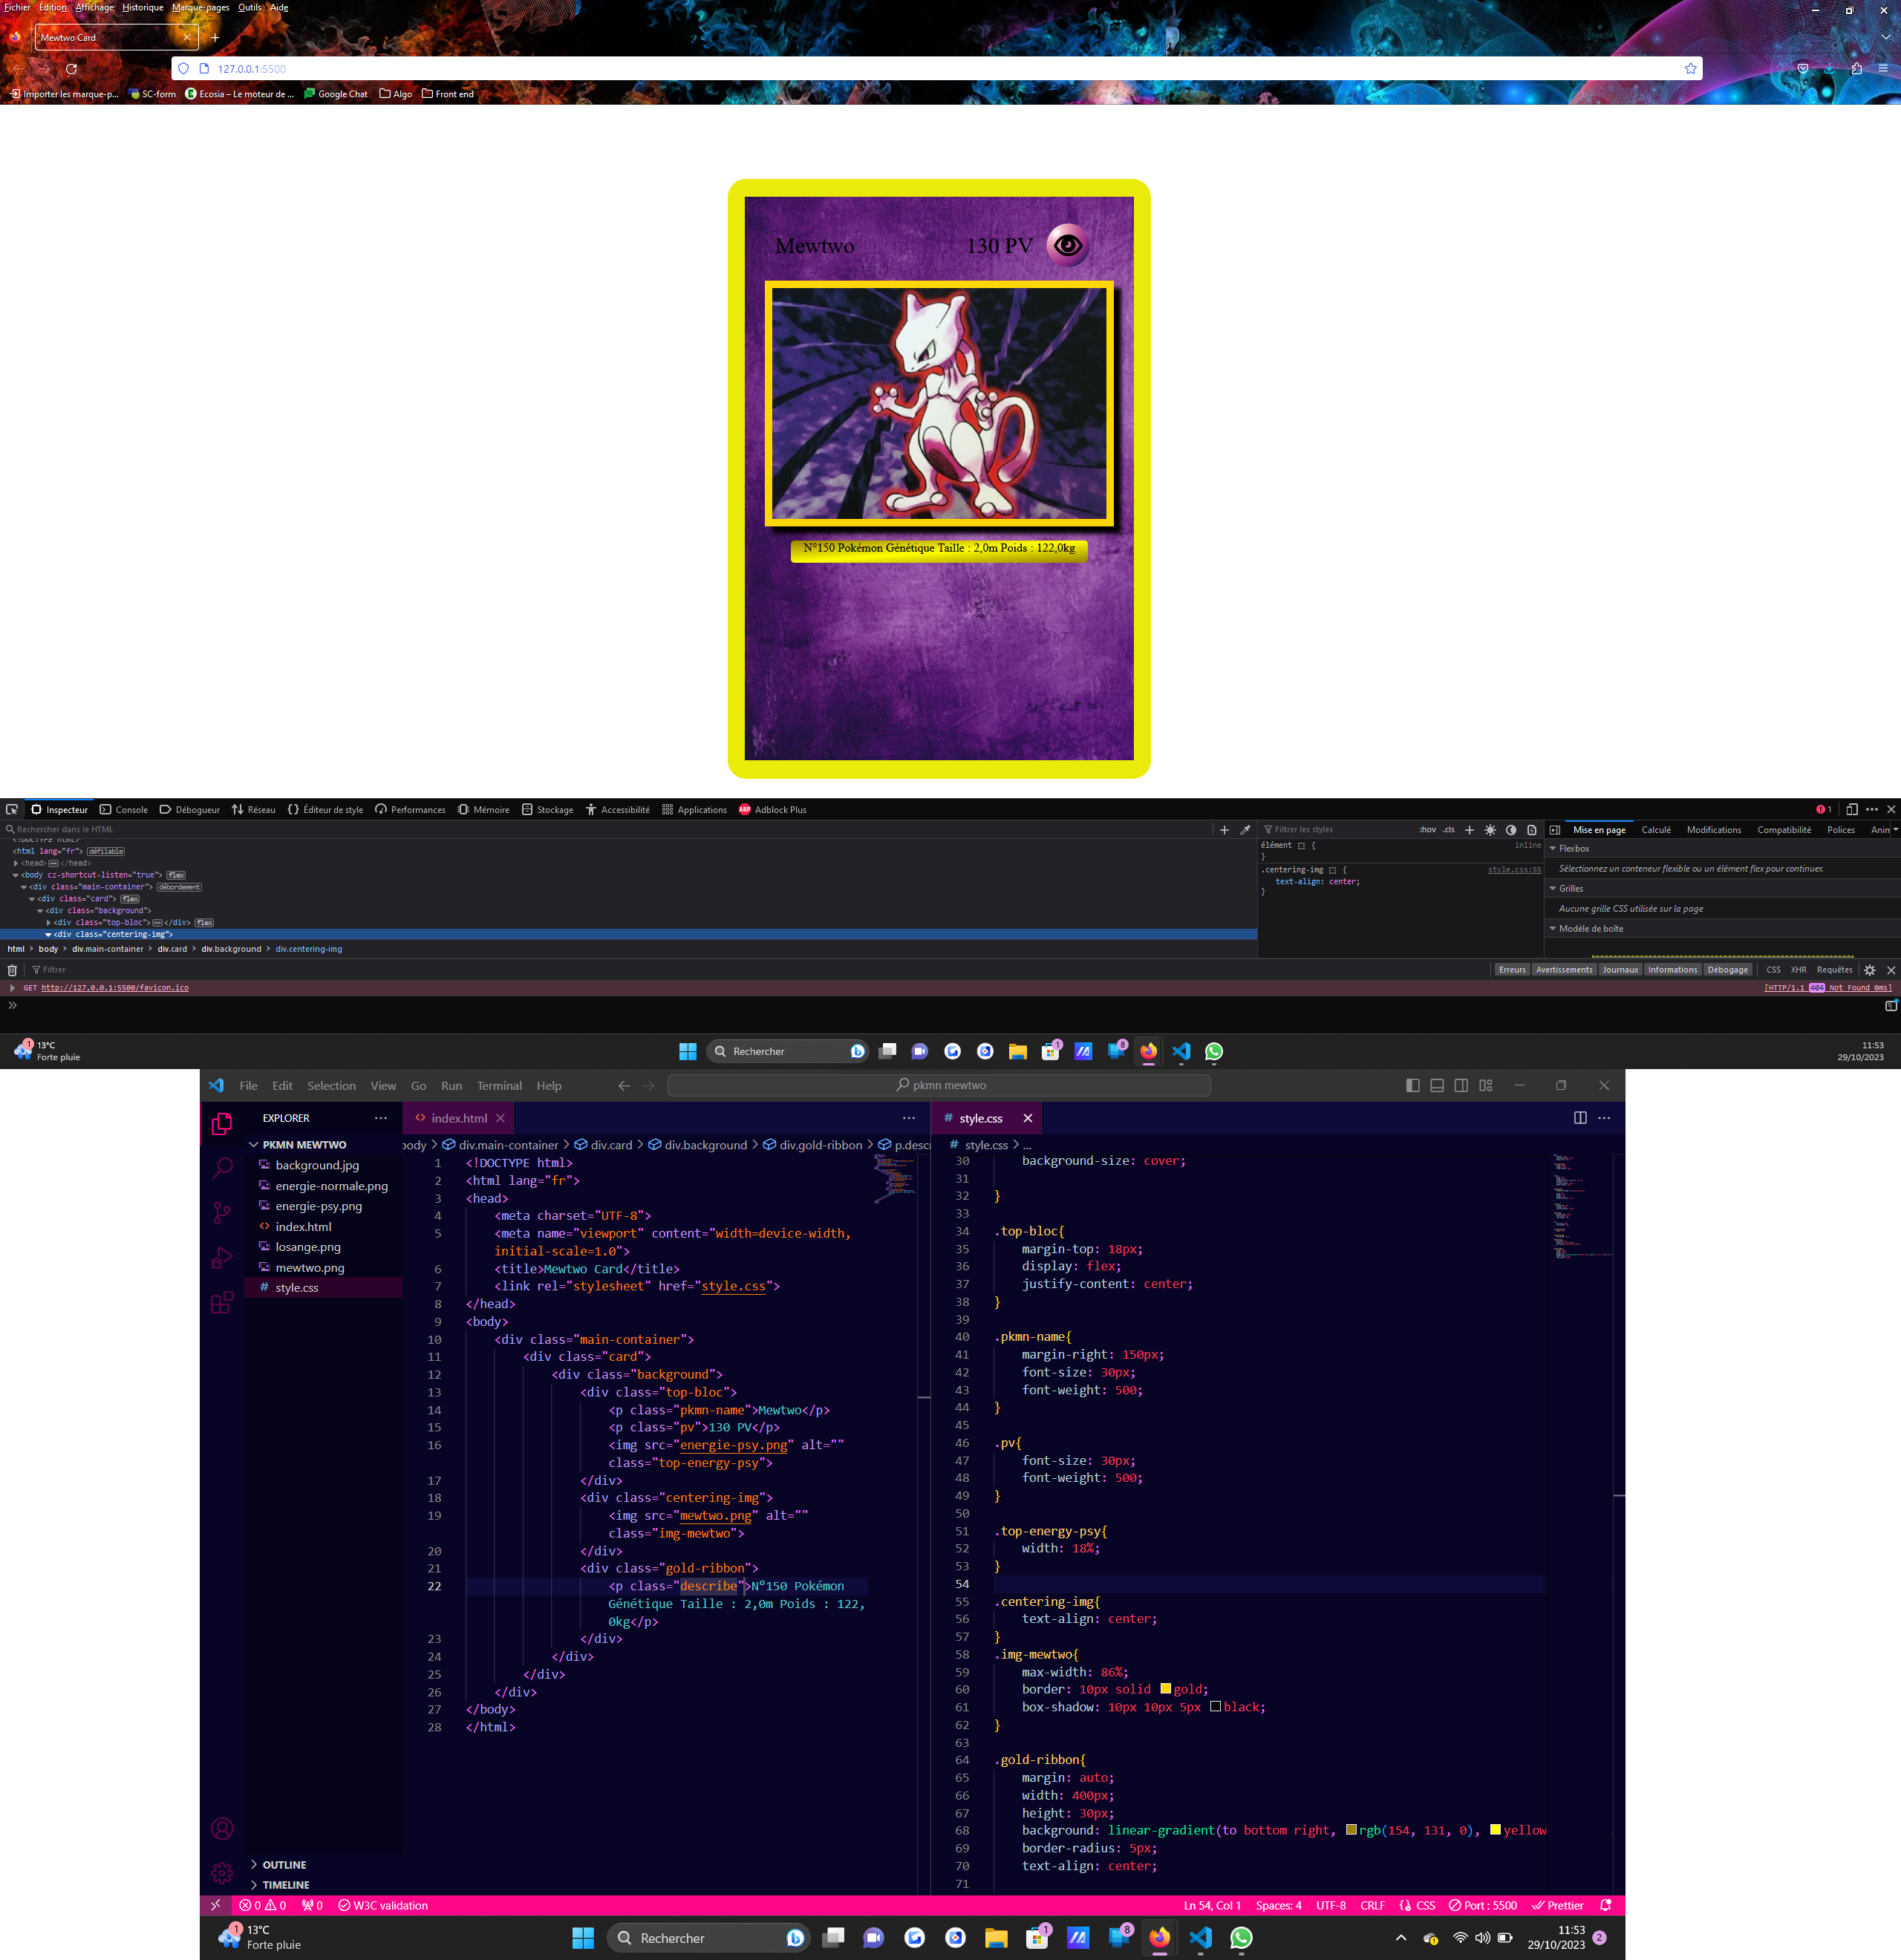 Fichier Édition Affichage Historique Marque-pages Outils Aide
Mewtwo Card
127.0.0.1:5500
Importer les marque-p... SC-form Ecosia – Le moteur de ... Google Chat Algo Front end
Mewtwo 130 PV
N°150 Pokémon Génétique Taille : 2,0m Poids : 122,0kg
Inspecteur Console Débogueur Réseau Éditeur de style Performances Mémoire Stockage Accessibilité Applications ABP Adblock Plus 1
Rechercher dans le HTML
Filtrer les styles :hov .cls
Mise en page Calculé Modifications Compatibilité Polices Anin
<!DOCTYPE html>
<html lang="fr"> défilable
<head> </head>
<body cz-shortcut-listen="true"> flex
<div class="main-container"> débordement
<div class="card"> flex
<div class="background">
<div class="top-bloc"> </div> flex
<div class="centering-img">
html > body > div.main-container > div.card > div.background > div.centering-img
élément { inline
}
.centering-img { style.css:55
text-align: center;
}
Flexbox
Sélectionnez un conteneur flexible ou un élément flex pour continuer.
Grilles
Aucune grille CSS utilisée sur la page
Modèle de boîte
Filtrer
Erreurs Avertissements Journaux Informations Débogage CSS XHR Requêtes
GET http://127.0.0.1:5500/favicon.ico [HTTP/1.1 404 Not Found 0ms]
1 13°C
Forte pluie
Rechercher
1
8
11:53
29/10/2023
File Edit Selection View Go Run Terminal Help
pkmn mewtwo
EXPLORER
PKMN MEWTWO
background.jpg
energie-normale.png
energie-psy.png
index.html
losange.png
mewtwo.png
style.css
OUTLINE
TIMELINE
index.html
body > div.main-container > div.card > div.background > div.gold-ribbon > p.descr
1 <!DOCTYPE html>
2 <html lang="fr">
3 <head>
4 <meta charset="UTF-8">
5 <meta name="viewport" content="width=device-width,
initial-scale=1.0">
6 <title>Mewtwo Card</title>
7 <link rel="stylesheet" href="style.css">
8 </head>
9 <body>
10 <div class="main-container">
11 <div class="card">
12 <div class="background">
13 <div class="top-bloc">
14 <p class="pkmn-name">Mewtwo</p>
15 <p class="pv">130 PV</p>
16 <img src="energie-psy.png" alt=""
class="top-energy-psy">
17 </div>
18 <div class="centering-img">
19 <img src="mewtwo.png" alt=""
class="img-mewtwo">
20 </div>
21 <div class="gold-ribbon">
22 <p class="describe">N°150 Pokémon
Génétique Taille : 2,0m Poids : 122,
0kg</p>
23 </div>
24 </div>
25 </div>
26 </div>
27 </body>
28 </html>
style.css
style.css > ...
30 background-size: cover;
31
32 }
33
34 .top-bloc{
35 margin-top: 18px;
36 display: flex;
37 justify-content: center;
38 }
39
40 .pkmn-name{
41 margin-right: 150px;
42 font-size: 30px;
43 font-weight: 500;
44 }
45
46 .pv{
47 font-size: 30px;
48 font-weight: 500;
49 }
50
51 .top-energy-psy{
52 width: 18%;
53 }
54
55 .centering-img{
56 text-align: center;
57 }
58 .img-mewtwo{
59 max-width: 86%;
60 border: 10px solid gold;
61 box-shadow: 10px 10px 5px black;
62 }
63
64 .gold-ribbon{
65 margin: auto;
66 width: 400px;
67 height: 30px;
68 background: linear-gradient(to bottom right, rgb(154, 131, 0), yellow
69 border-radius: 5px;
70 text-align: center;
71
0 0 0 W3C validation
Ln 54, Col 1 Spaces: 4 UTF-8 CRLF CSS Port : 5500 Prettier
1 13°C
Forte pluie
Rechercher
1
8
11:53
29/10/2023
2